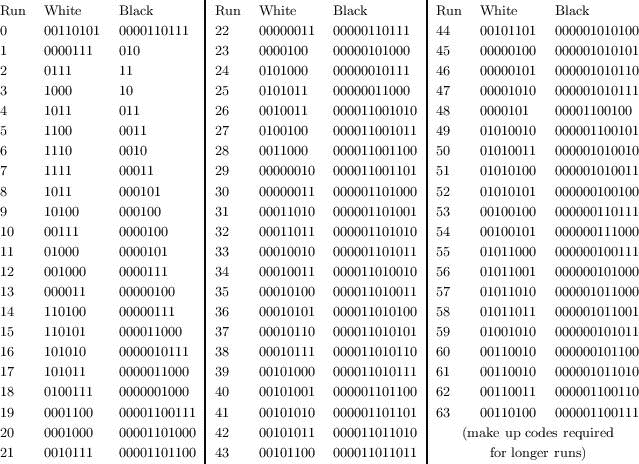 Run White Black Run White Black Run White Black
0 00110101 0000110111 22 00000011 00000110111 44 00101101 000001010100
1 0000111 010 23 0000100 00000101000 45 00000100 000001010101
2 0111 11 24 0101000 00000010111 46 00000101 000001010110
3 1000 10 25 0101011 00000011000 47 00001010 000001010111
4 1011 011 26 0010011 000011001010 48 0000101 00001100100
5 1100 0011 27 0100100 000011001011 49 01010010 000001100101
6 1110 0010 28 0011000 000011001100 50 01010011 000001010010
7 1111 00011 29 00000010 000011001101 51 01010100 000001010011
8 1011 000101 30 00000011 000001101000 52 01010101 000000100100
9 10100 000100 31 00011010 000001101001 53 00100100 000000110111
10 00111 0000100 32 00011011 000001101010 54 00100101 000000111000
11 01000 0000101 33 00010010 000001101011 55 01011000 000000100111
12 001000 0000111 34 00010011 000011010010 56 01011001 000000101000
13 000011 00000100 35 00010100 000011010011 57 01011010 000001011000
14 110100 00000111 36 00010101 000011010100 58 01011011 000001011001
15 110101 000011000 37 00010110 000011010101 59 01001010 000000101011
16 101010 0000010111 38 00010111 000011010110 60 00110010 000000101100
17 101011 0000011000 39 00101000 000011010111 61 00110010 000001011010
18 0100111 0000001000 40 00101001 000001101100 62 00110011 000001100110
19 0001100 00001100111 41 00101010 000001101101 63 00110100 000001100111
20 0001000 00001101000 42 00101011 000011011010 (make up codes required
21 0010111 00001101100 43 00101100 000011011011 for longer runs)